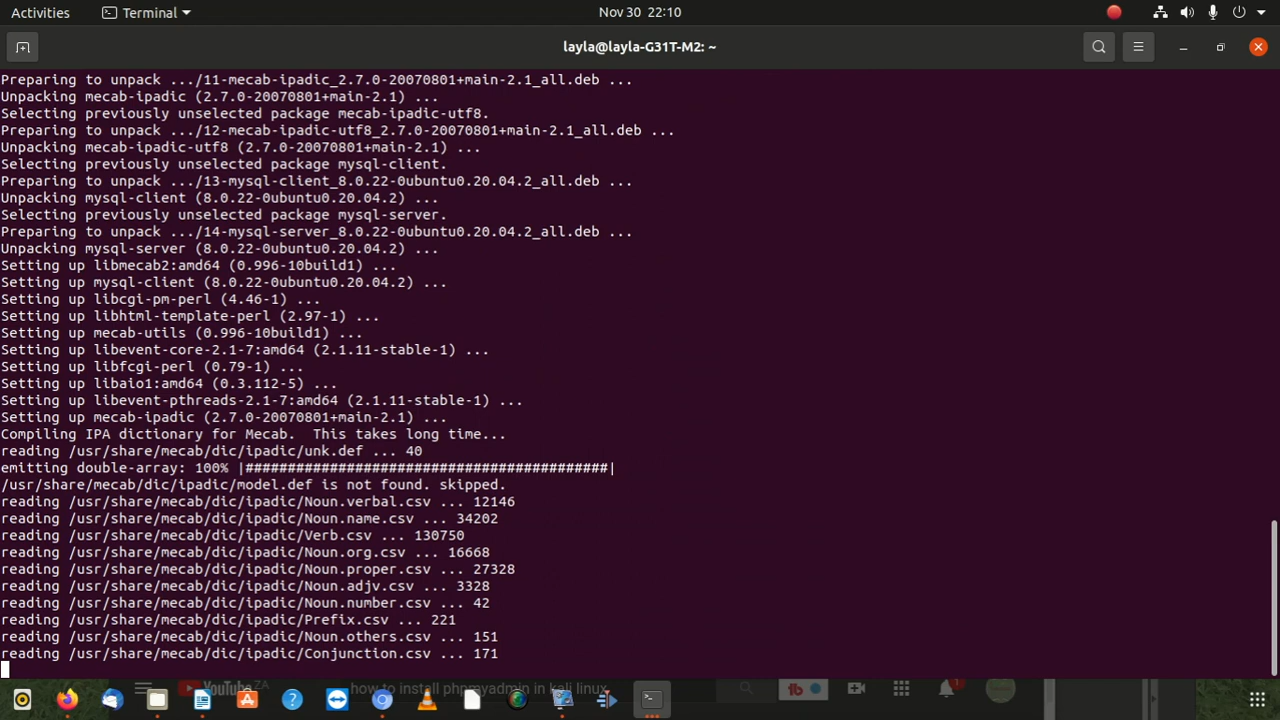 Activities
Terminal
Nov 30 22:10
layla@layla-G31T-M2: ~
Preparing to unpack .../11-mecab-ipadic_2.7.0-20070801+main-2.1_all.deb ...
Unpacking mecab-ipadic (2.7.0-20070801+main-2.1) ...
Selecting previously unselected package mecab-ipadic-utf8.
Preparing to unpack .../12-mecab-ipadic-utf8_2.7.0-20070801+main-2.1_all.deb ...
Unpacking mecab-ipadic-utf8 (2.7.0-20070801+main-2.1) ...
Selecting previously unselected package mysql-client.
Preparing to unpack .../13-mysql-client_8.0.22-0ubuntu0.20.04.2_all.deb ...
Unpacking mysql-client (8.0.22-0ubuntu0.20.04.2) ...
Selecting previously unselected package mysql-server.
Preparing to unpack .../14-mysql-server_8.0.22-0ubuntu0.20.04.2_all.deb ...
Unpacking mysql-server (8.0.22-0ubuntu0.20.04.2) ...
Setting up libmecab2:amd64 (0.996-10build1) ...
Setting up mysql-client (8.0.22-0ubuntu0.20.04.2) ...
Setting up libcgi-pm-perl (4.46-1) ...
Setting up libhtml-template-perl (2.97-1) ...
Setting up mecab-utils (0.996-10build1) ...
Setting up libevent-core-2.1-7:amd64 (2.1.11-stable-1) ...
Setting up libfcgi-perl (0.79-1) ...
Setting up libaio1:amd64 (0.3.112-5) ...
Setting up libevent-pthreads-2.1-7:amd64 (2.1.11-stable-1) ...
Setting up mecab-ipadic (2.7.0-20070801+main-2.1) ...
Compiling IPA dictionary for Mecab.  This takes long time...
reading /usr/share/mecab/dic/ipadic/unk.def ... 40
emitting double-array: 100% |###########################################|
/usr/share/mecab/dic/ipadic/model.def is not found. skipped.
reading /usr/share/mecab/dic/ipadic/Noun.verbal.csv ... 12146
reading /usr/share/mecab/dic/ipadic/Noun.name.csv ... 34202
reading /usr/share/mecab/dic/ipadic/Verb.csv ... 130750
reading /usr/share/mecab/dic/ipadic/Noun.org.csv ... 16668
reading /usr/share/mecab/dic/ipadic/Noun.proper.csv ... 27328
reading /usr/share/mecab/dic/ipadic/Noun.adjv.csv ... 3328
reading /usr/share/mecab/dic/ipadic/Noun.number.csv ... 42
reading /usr/share/mecab/dic/ipadic/Prefix.csv ... 221
reading /usr/share/mecab/dic/ipadic/Noun.others.csv ... 151
reading /usr/share/mecab/dic/ipadic/Conjunction.csv ... 171
YouTube ZA
how to install phpmyadmin in kali linux